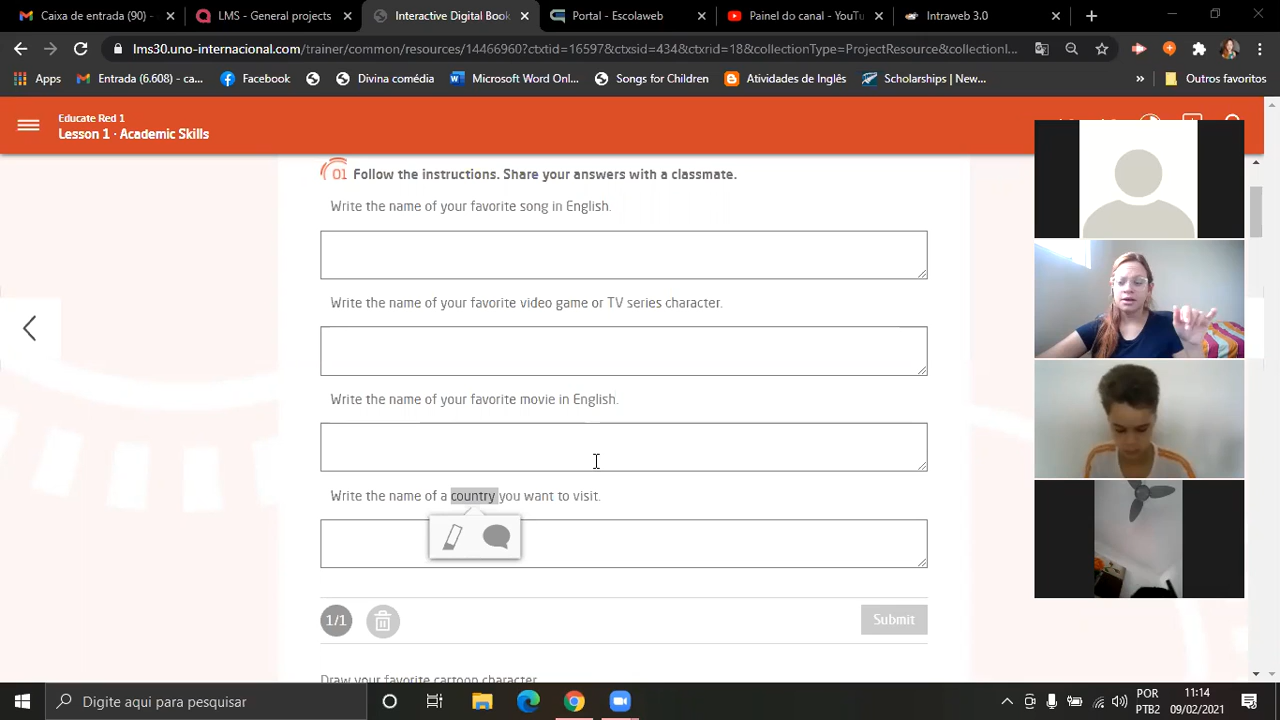 Caixa de entrada (90) -
LMS - General projects
Interactive Digital Book
Portal - Escolaweb
Painel do canal - YouTu
Intraweb 3.0
lms30.uno-internacional.com/trainer/common/resources/14466960?ctxtid=16597&ctxsid=434&ctxrid=18&collectionType=ProjectResource&collectionI...
Apps
Entrada (6.608) - ca...
Facebook
Divina comédia
Microsoft Word Onl...
Songs for Children
Atividades de Inglês
Scholarships | New...
»
Outros favoritos
Educate Red 1
Lesson 1 · Academic Skills
01 Follow the instructions. Share your answers with a classmate.
Write the name of your favorite song in English.
Write the name of your favorite video game or TV series character.
Write the name of your favorite movie in English.
Write the name of a country you want to visit.
1/1
Submit
Draw your favorite cartoon character
Digite aqui para pesquisar
POR
PTB2
11:14
09/02/2021